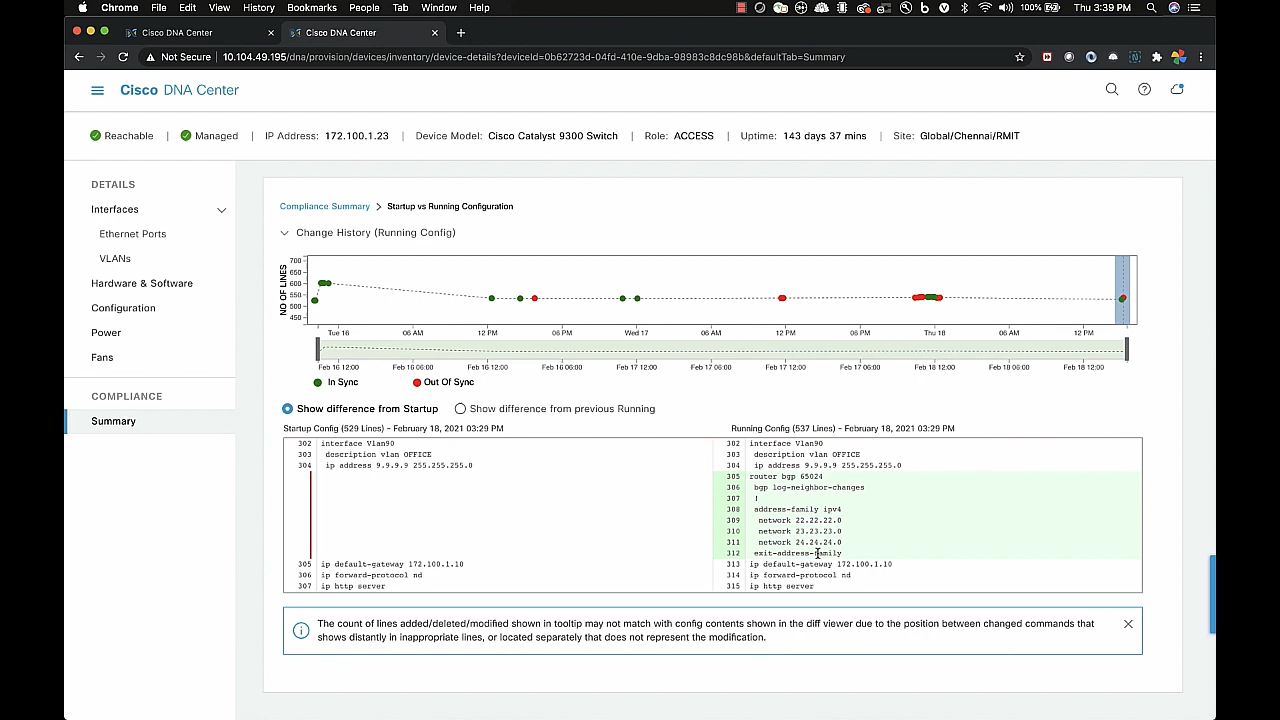 Chrome File Edit View History Bookmarks People Tab Window Help 100% Thu 3:39 PM
Cisco DNA Center × Cisco DNA Center × +
Not Secure 10.104.49.195/dna/provision/devices/inventory/device-details?deviceId=0b62723d-04fd-410e-9dba-98983c8dc98b&defaultTab=Summary
Cisco DNA Center
Reachable | Managed | IP Address: 172.100.1.23 | Device Model: Cisco Catalyst 9300 Switch | Role: ACCESS | Uptime: 143 days 37 mins | Site: Global/Chennai/RMIT
DETAILS
Interfaces
Ethernet Ports
VLANs
Hardware & Software
Configuration
Power
Fans
COMPLIANCE
Summary
Compliance Summary > Startup vs Running Configuration
Change History (Running Config)
NO OF LINES
700
650
600
550
500
450
Tue 16 06 AM 12 PM 06 PM Wed 17 06 AM 12 PM 06 PM Thu 18 06 AM 12 PM
Feb 16 12:00 Feb 16 06:00 Feb 16 12:00 Feb 16 06:00 Feb 17 12:00 Feb 17 06:00 Feb 17 12:00 Feb 17 06:00 Feb 18 12:00 Feb 18 06:00 Feb 18 12:00
In Sync Out Of Sync
Show difference from Startup Show difference from previous Running
Startup Config (529 Lines) - February 18, 2021 03:29 PM
302 interface Vlan90
303 description vlan OFFICE
304 ip address 9.9.9.9 255.255.255.0
305 ip default-gateway 172.100.1.10
306 ip forward-protocol nd
307 ip http server
Running Config (537 Lines) - February 18, 2021 03:29 PM
302 interface Vlan90
303 description vlan OFFICE
304 ip address 9.9.9.9 255.255.255.0
305 router bgp 65024
306 bgp log-neighbor-changes
307 !
308 address-family ipv4
309 network 22.22.22.0
310 network 23.23.23.0
311 network 24.24.24.0
312 exit-address-family
313 ip default-gateway 172.100.1.10
314 ip forward-protocol nd
315 ip http server
The count of lines added/deleted/modified shown in tooltip may not match with config contents shown in the diff viewer due to the position between changed commands that
shows distantly in inappropriate lines, or located separately that does not represent the modification.